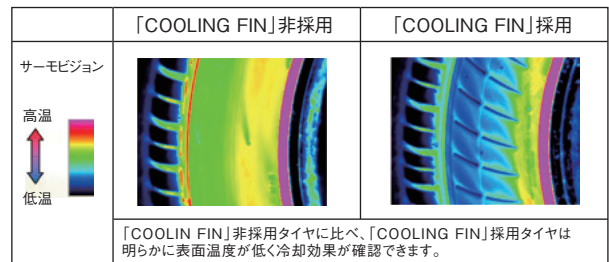 「COOLING FIN」非採用
「COOLING FIN」採用
サーモビジョン
高温
低温
「COOLIN FIN」非採用タイヤに比べ、「COOLING FIN」採用タイヤは
明らかに表面温度が低く冷却効果が確認できます。